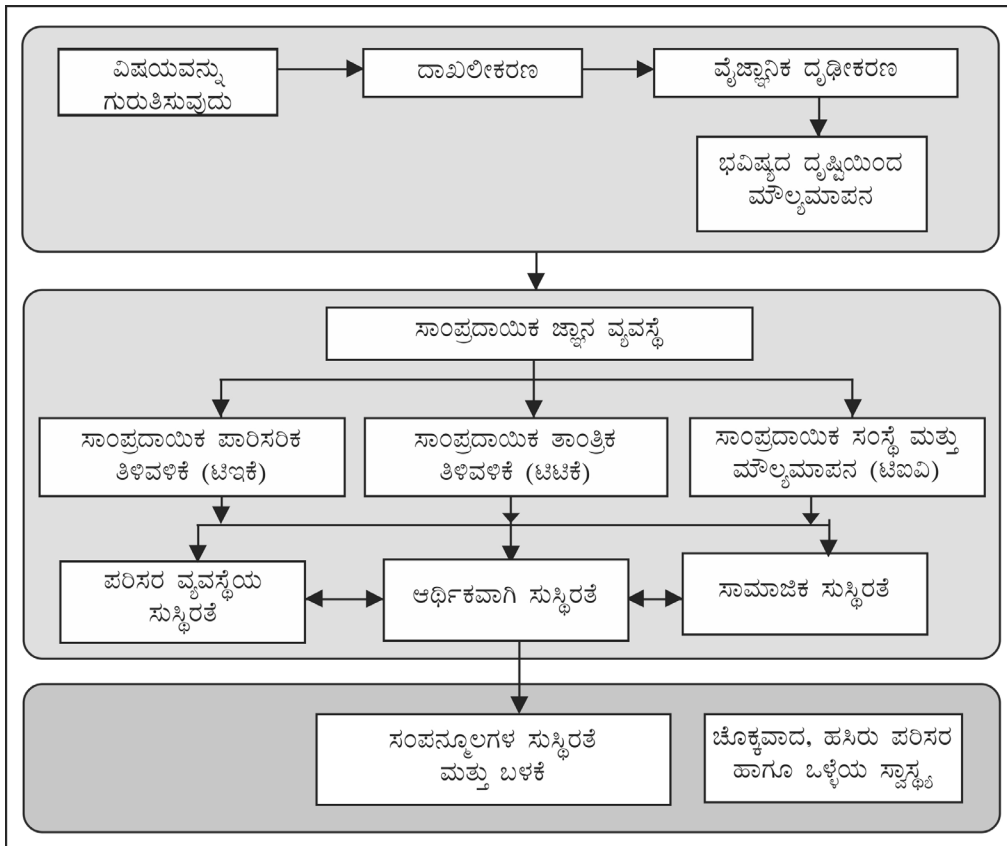 ವಿಷಯವನ್ನು
ಗುರುತಿಸುವುದು
ದಾಖಲೀಕರಣ
ವೈಜ್ಞಾನಿಕ ದೃಢೀಕರಣ
ಭವಿಷ್ಯದ ದೃಷ್ಟಿಯಿಂದ
ಮೌಲ್ಯಮಾಪನ
ಸಾಂಪ್ರದಾಯಿಕ ಜ್ಞಾನ ವ್ಯವಸ್ಥೆ
ಸಾಂಪ್ರದಾಯಿಕ ಪಾರಿಸರಿಕ
ತಿಳಿವಳಿಕೆ (ಟಿಇಕೆ)
ಸಾಂಪ್ರದಾಯಿಕ ತಾಂತ್ರಿಕ
ತಿಳಿವಳಿಕೆ (ಟಿಟಿಕೆ)
ಸಾಂಪ್ರದಾಯಿಕ ಸಂಸ್ಥೆ ಮತ್ತು
ಮೌಲ್ಯಮಾಪನ (ಟಿಐವಿ)
ಪರಿಸರ ವ್ಯವಸ್ಥೆಯ
ಸುಸ್ಥಿರತೆ
ಆರ್ಥಿಕವಾಗಿ ಸುಸ್ಥಿರತೆ
ಸಾಮಾಜಿಕ ಸುಸ್ಥಿರತೆ
ಸಂಪನ್ಮೂಲಗಳ ಸುಸ್ಥಿರತೆ
ಮತ್ತು ಬಳಕೆ
ಚೊಕ್ಕವಾದ, ಹಸಿರು ಪರಿಸರ
ಹಾಗೂ ಒಳ್ಳೆಯ ಸ್ವಾಸ್ಥ್ಯ